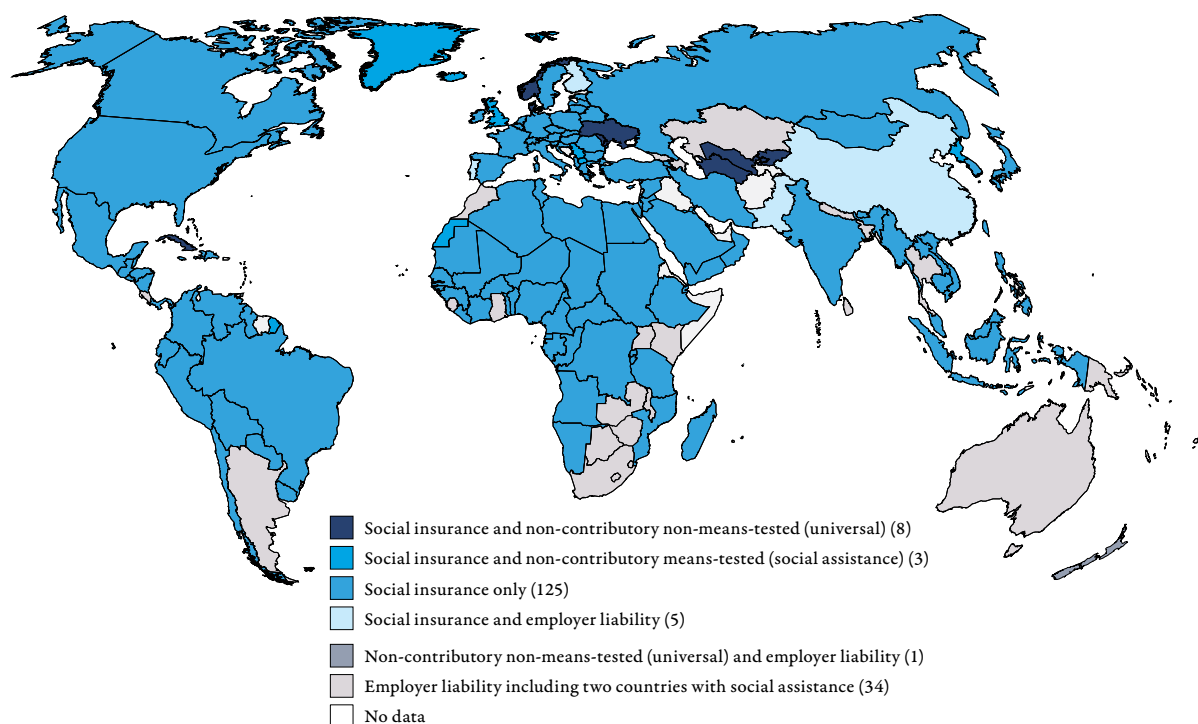 Social insurance and non-contributory non-means-tested (universal) (8)
Social insurance and non-contributory means-tested (social assistance) (3)
Social insurance only (125)
Social insurance and employer liability (5)
Non-contributory non-means-tested (universal) and employer liability (1)
Employer liability including two countries with social assistance (34)
No data